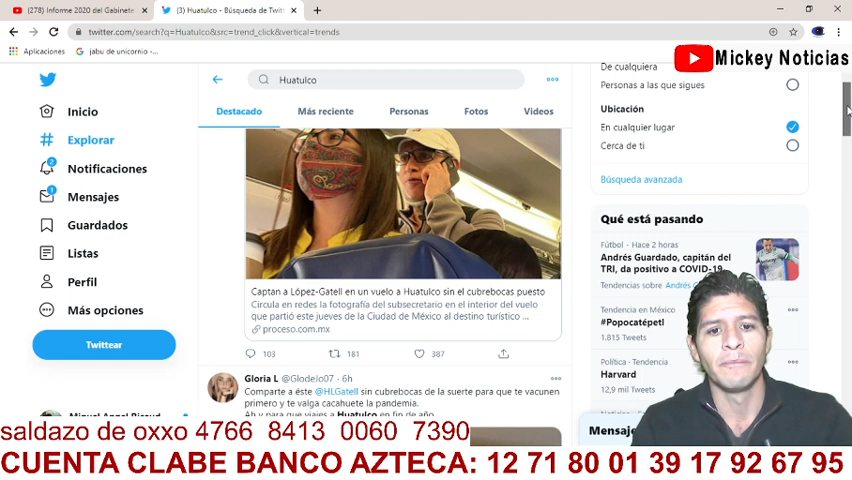 (278) Informe 2020 del Gabinete
(3) Huatulco - Búsqueda de Twitt
twitter.com/search?q=Huatulco&src=trend_click&vertical=trends
Aplicaciones
jabu de unicornio -...
Mickey Noticias
Huatulco
Destacado
Más reciente
Personas
Fotos
Videos
Inicio
Explorar
2
Notificaciones
1
Mensajes
Guardados
Listas
Perfil
Más opciones
Twittear
Captan a López-Gatell en un vuelo a Huatulco sin el cubrebocas puesto
Circula en redes la fotografía del subsecretario en el interior del vuelo
que partió este jueves de la Ciudad de México al destino turístico ...
proceso.com.mx
103
181
387
Gloria L @GlodeJo07 · 6h
Comparte a éste @HLGatell sin cubrebocas de la suerte para que te vacunen
primero y te valga cacahuete la pandemia.
Ah y para que viajes a Huatulco en fin de año.
De cualquiera
Personas a las que sigues
Ubicación
En cualquier lugar
Cerca de ti
Búsqueda avanzada
Qué está pasando
Fútbol · Hace 2 horas
Andrés Guardado, capitán del
TRI, da positivo a COVID-19
Tendencias sobre Andrés
Tendencia en México
#Popocatépetl
1.815 Tweets
Política · Tendencia
Harvard
12,9 mil Tweets
Mensaje
saldazo de oxxo 4766 8413 0060 7390
CUENTA CLABE BANCO AZTECA: 12 71 80 01 39 17 92 67 95